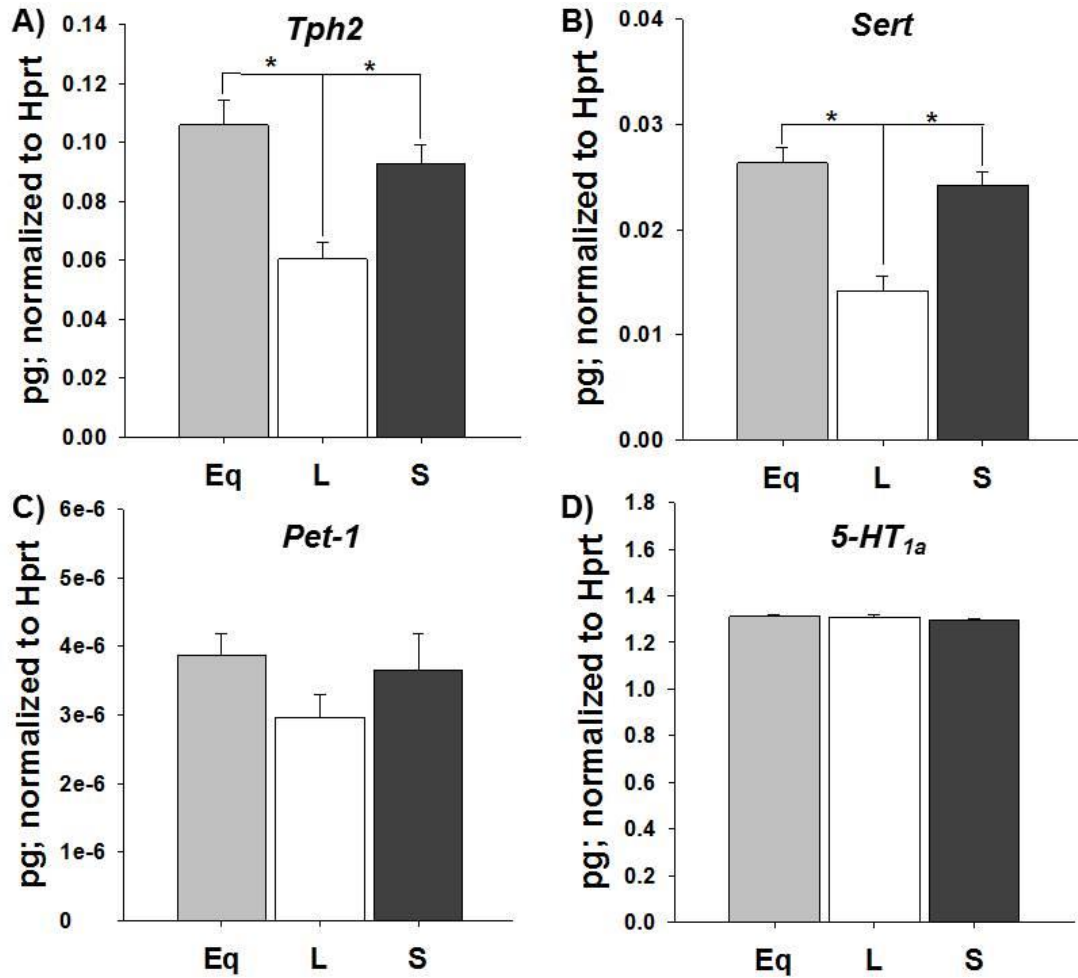 A)
Tph2
pg; normalized to Hprt
0.14
0.12
0.10
0.08
0.06
0.04
0.02
0.00
* *
Eq L S
B)
Sert
pg; normalized to Hprt
0.04
0.03
0.02
0.01
0.00
* *
Eq L S
C)
Pet-1
pg; normalized to Hprt
6e-6
5e-6
4e-6
3e-6
2e-6
1e-6
0
Eq L S
D)
5-HT1a
pg; normalized to Hprt
1.8
1.6
1.4
1.2
1.0
0.8
0.6
0.4
0.2
0.0
Eq L S